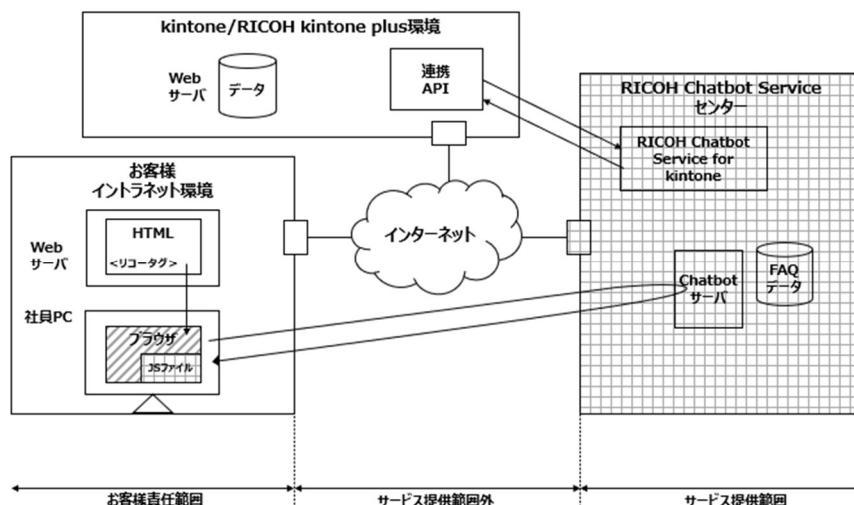 kintone/RICOH kintone plus環境
Web
サーバ
データ
連携
API
RICOH Chatbot Service
センター
RICOH Chatbot
Service for
kintone
お客様
イントラネット環境
Web
サーバ
HTML
<リコータグ>
インターネット
Chatbot
サーバ
FAQ
データ
社員PC
ブラウザ
JSファイル
お客様責任範囲
サービス提供範囲外
サービス提供範囲